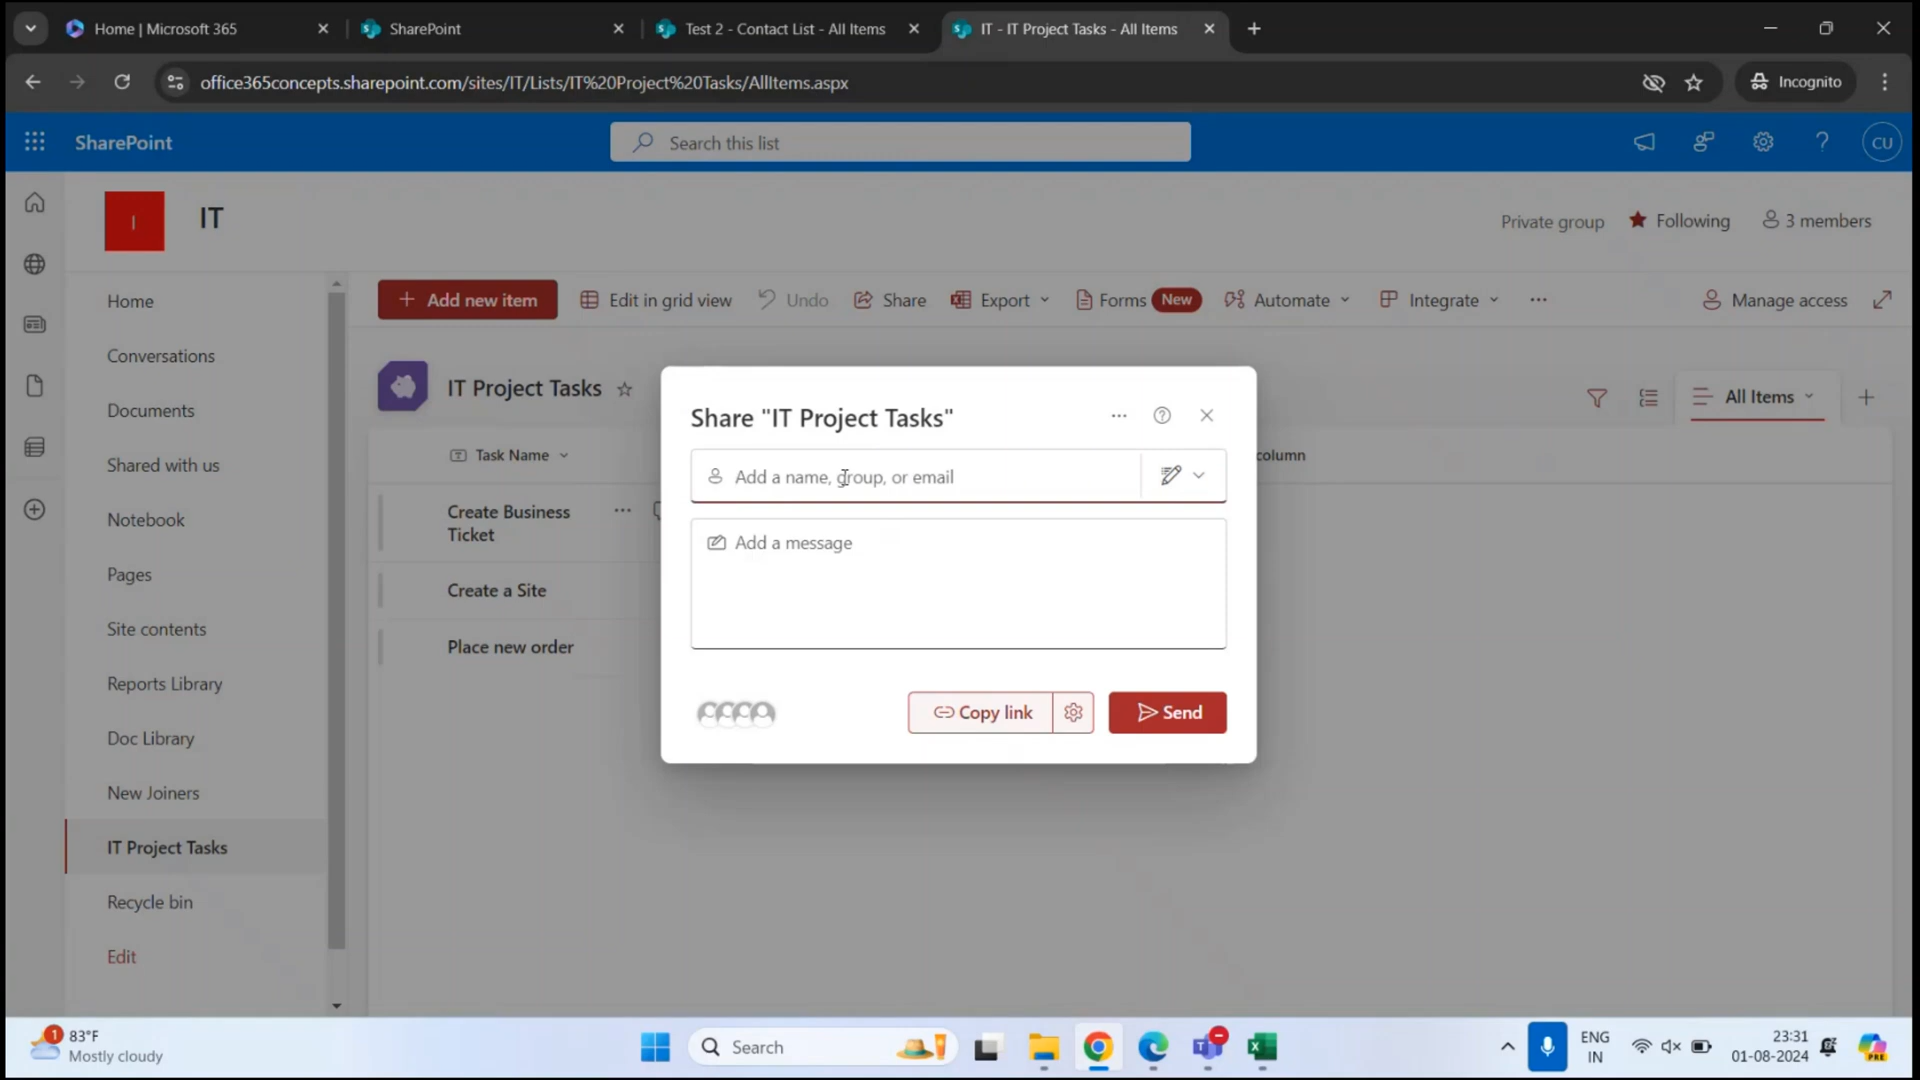 Home | Microsoft 365
SharePoint
Test 2 - Contact List - All Items
IT - IT Project Tasks - All Items
office365concepts.sharepoint.com/sites/IT/Lists/IT%20Project%20Tasks/AllItems.aspx
Incognito
SharePoint
Search this list
CU
I
IT
Private group
Following
3 members
Home
Conversations
Documents
Shared with us
Notebook
Pages
Site contents
Reports Library
Doc Library
New Joiners
IT Project Tasks
Recycle bin
Edit
Add new item
Edit in grid view
Undo
Share
Export
Forms
New
Automate
Integrate
Manage access
IT Project Tasks
All Items
Task Name
column
Create Business
Ticket
Create a Site
Place new order
Share "IT Project Tasks"
Add a name, group, or email
Add a message
Copy link
Send
1
83°F
Mostly cloudy
Search
ENG
IN
23:31
01-08-2024
PRE